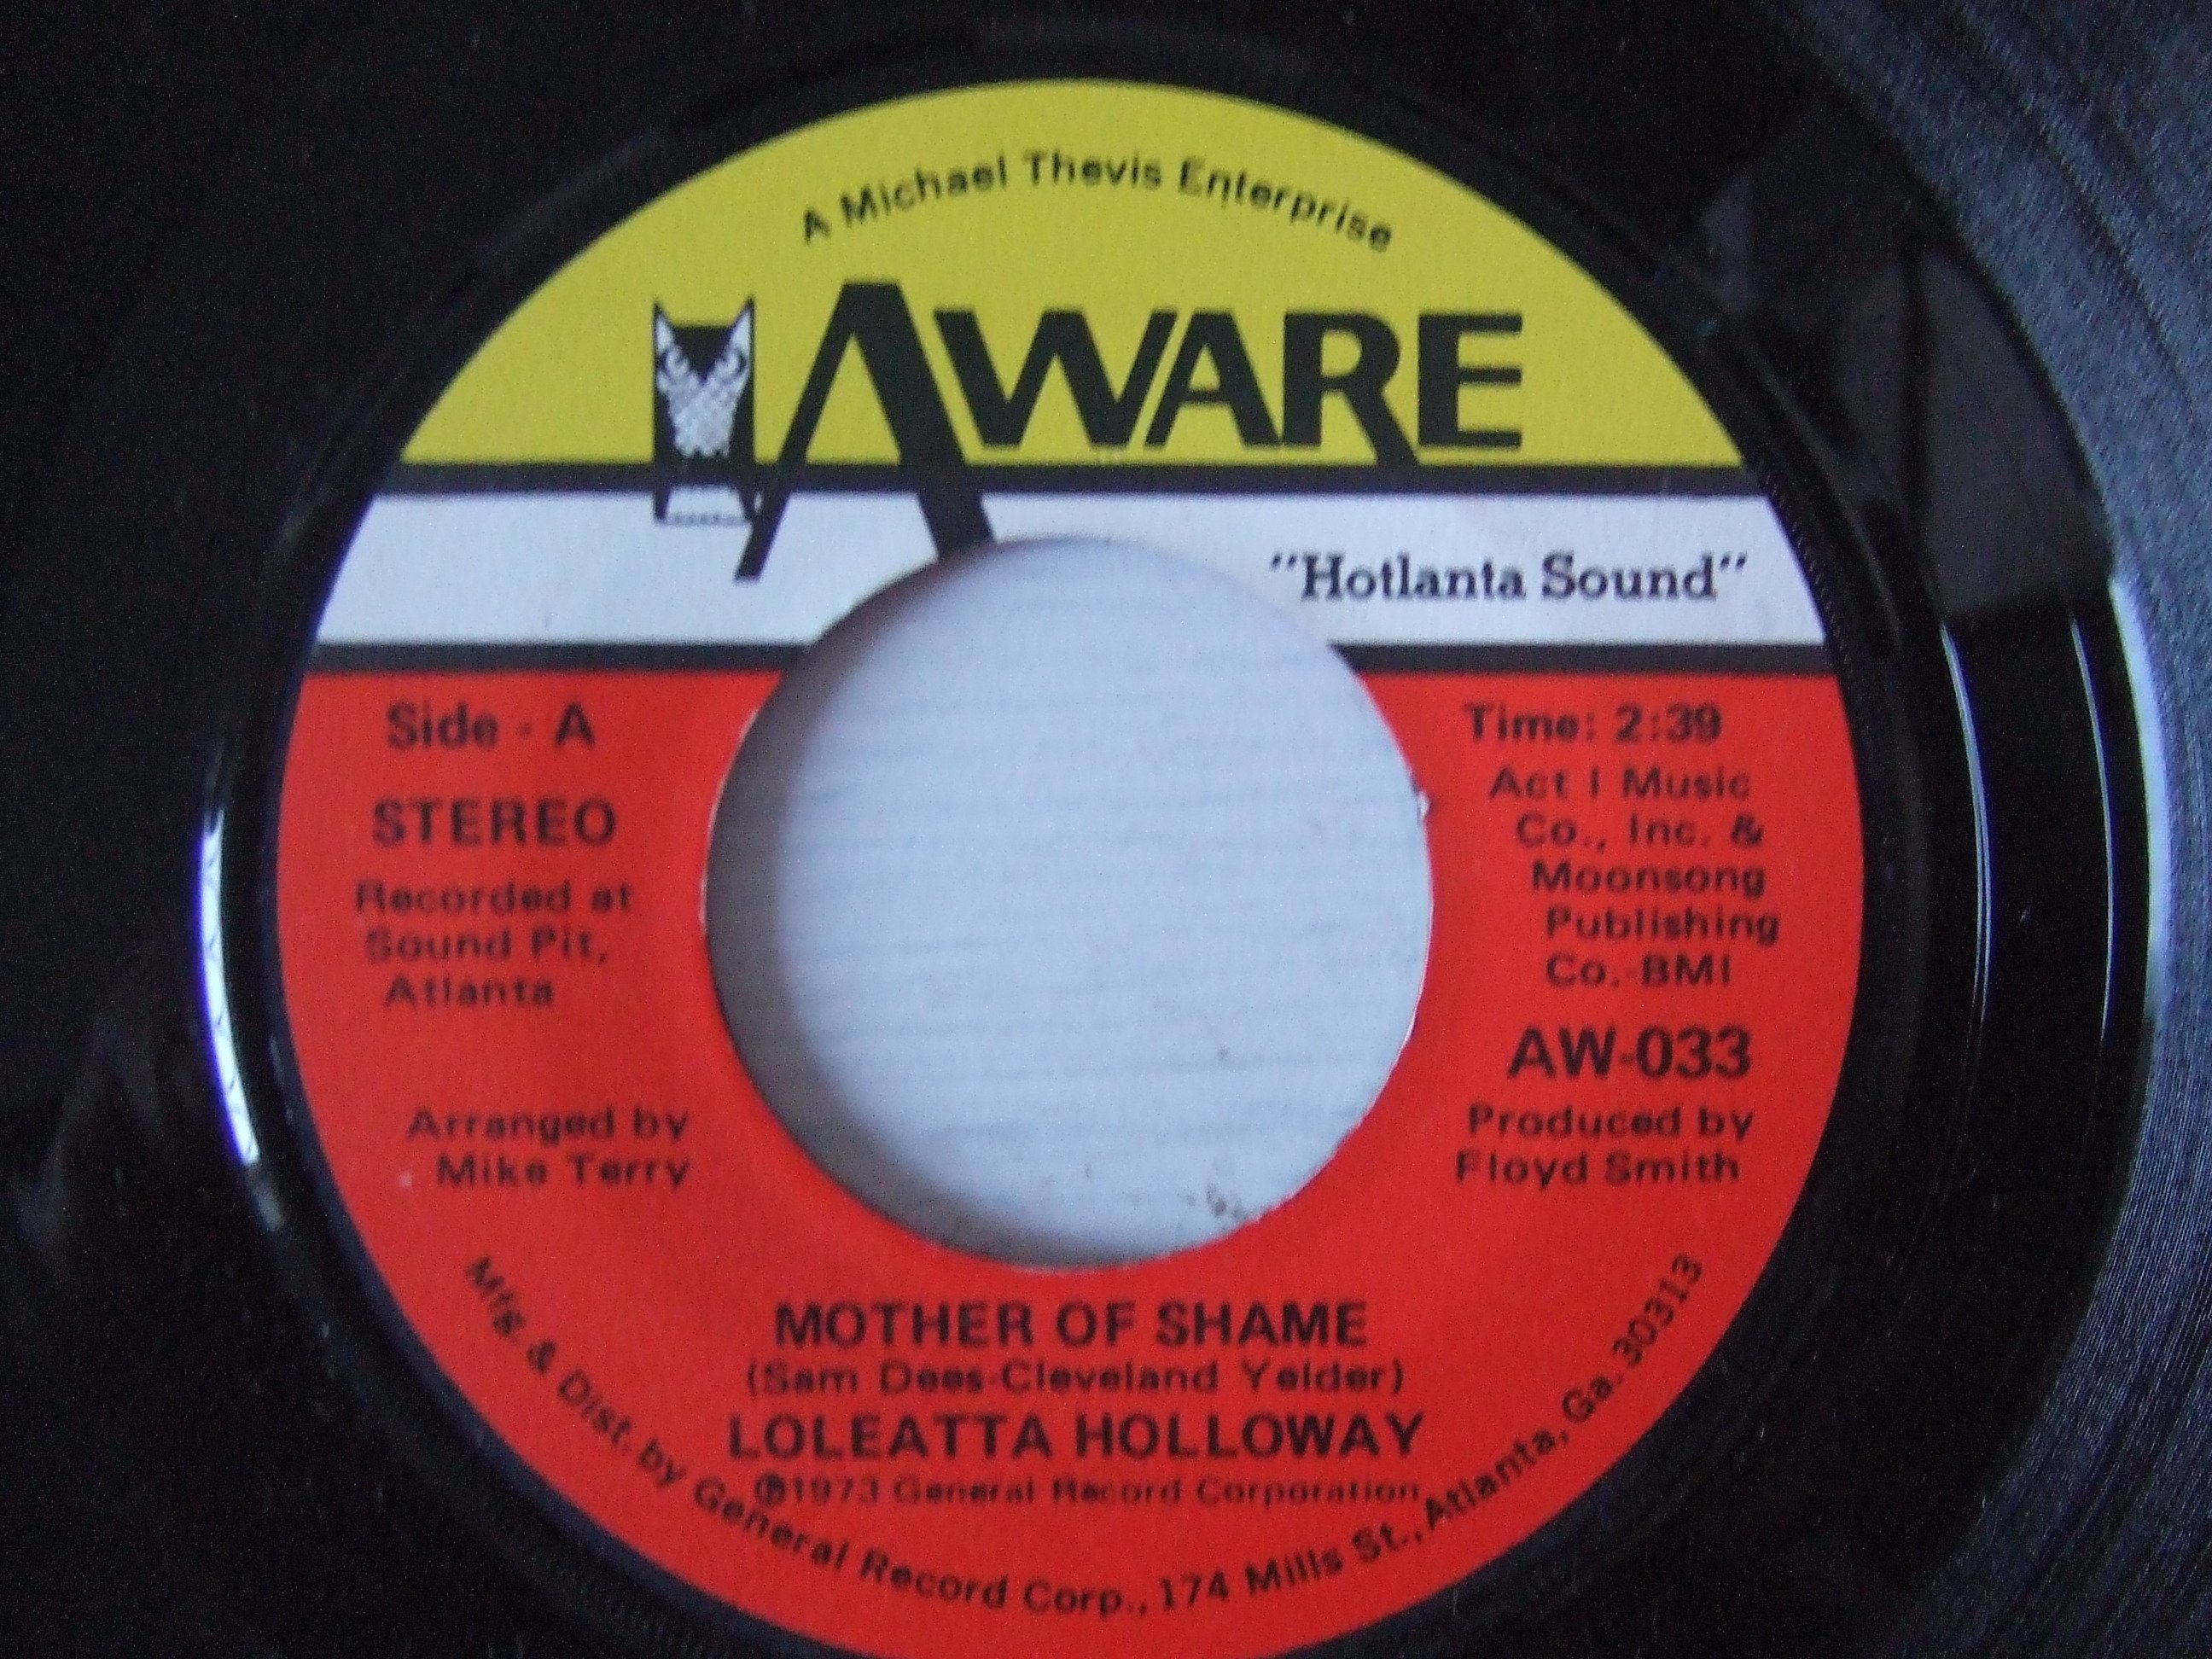 A Michael Thevis Enterprise
AWARE
"Hotlanta Sound"
Side - A
STEREO
Recorded at
Sound Pit,
Atlanta
Arranged by
Mike Terry
Time: 2:39
Act I Music
Co., Inc. &
Moonsong
Publishing
Co.-BMI
AW-033
Produced by
Floyd Smith
MOTHER OF SHAME
(Sam Dees-Cleveland Yelder)
LOLEATTA HOLLOWAY
℗1973 General Record Corporation
Mfg. & Dist. by General Record Corp., 174 Mills St., Atlanta, Ga. 30313